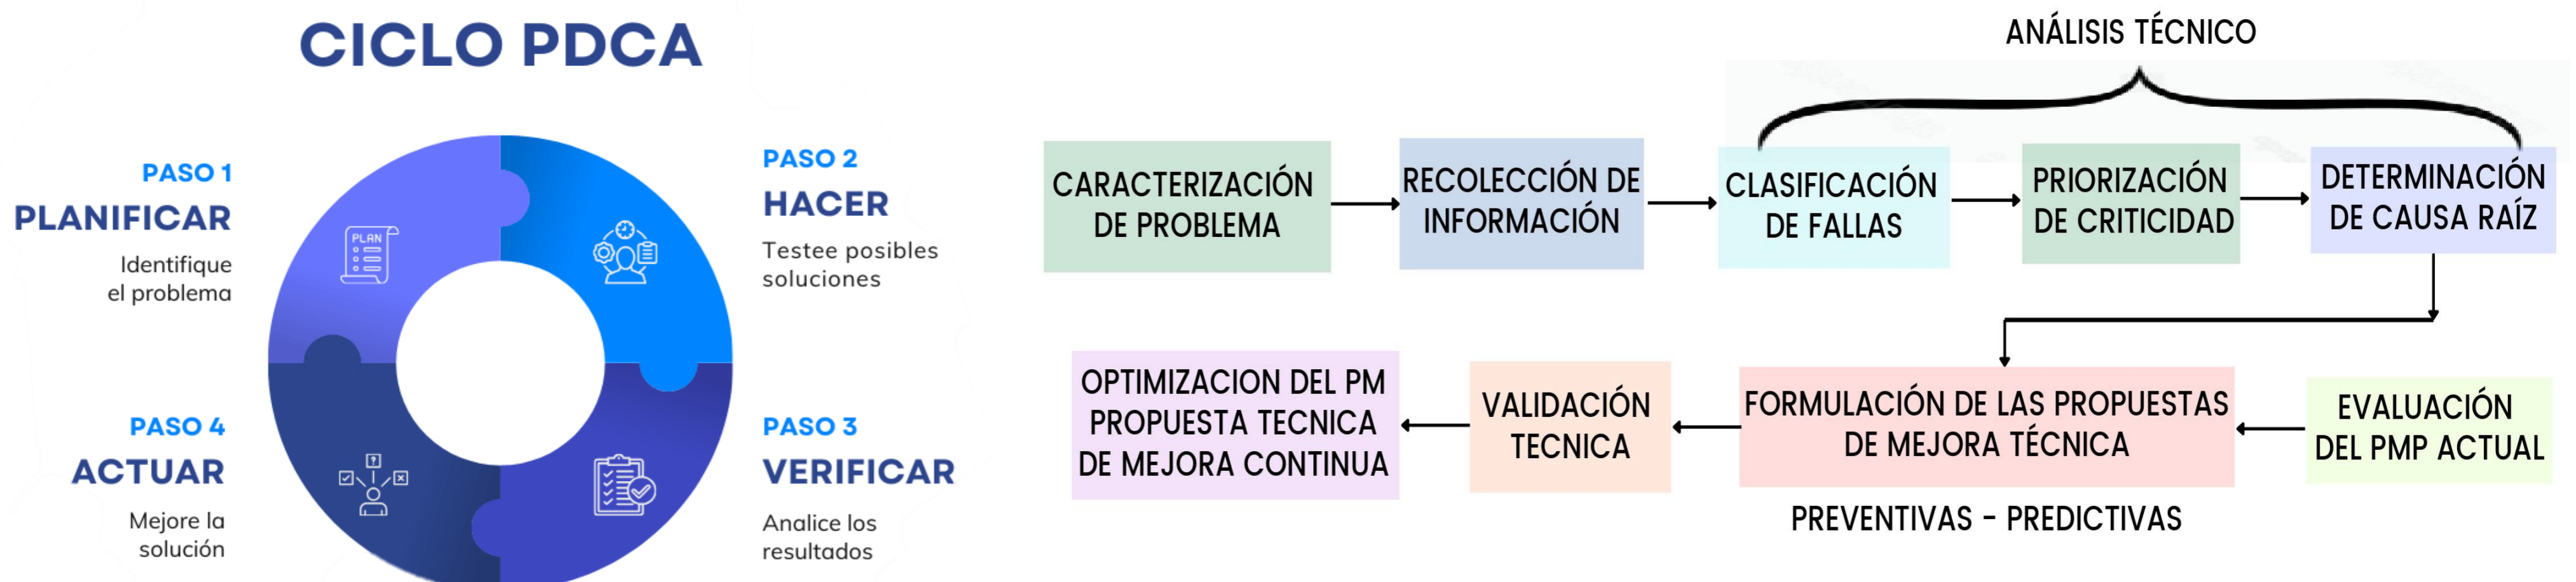 CICLO PDCA
PASO 1
PLANIFICAR
Identifique
el problema
PLAN
PASO 2
HACER
Testee posibles
soluciones
PASO 4
ACTUAR
Mejore la
solución
PASO 3
VERIFICAR
Analice los
resultados
ANÁLISIS TÉCNICO
CARACTERIZACIÓN
DE PROBLEMA
RECOLECCIÓN DE
INFORMACIÓN
CLASIFICACIÓN
DE FALLAS
PRIORIZACIÓN
DE CRITICIDAD
DETERMINACIÓN
DE CAUSA RAÍZ
OPTIMIZACION DEL PM
PROPUESTA TECNICA
DE MEJORA CONTINUA
VALIDACIÓN
TECNICA
FORMULACIÓN DE LAS PROPUESTAS
DE MEJORA TÉCNICA
EVALUACIÓN
DEL PMP ACTUAL
PREVENTIVAS - PREDICTIVAS